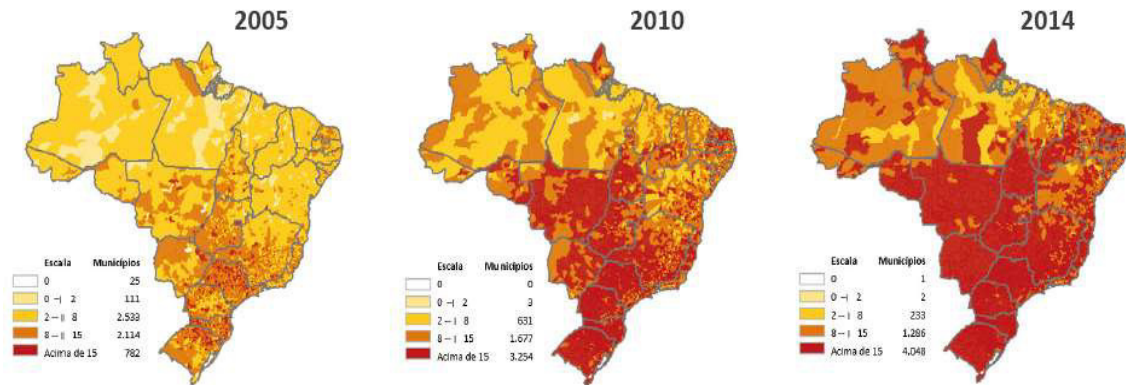 2005
Escala Municípios
0 25
0 –| 2 111
2 –| 8 2.533
8 –| 15 2.114
Acima de 15 782
2010
Escala Municípios
0 0
0 –| 2 3
2 –| 8 631
8 –| 15 1.677
Acima de 15 3.254
2014
Escala Municípios
0 1
0 –| 2 2
2 –| 8 233
8 –| 15 1.286
Acima de 15 4.048